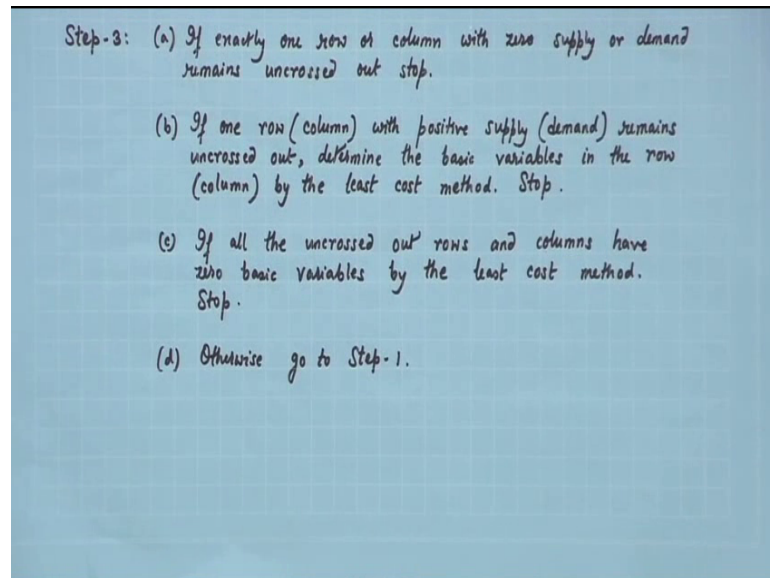 Step-3: (a) If exactly one row or column with zero supply or demand
remains uncrossed out stop.
(b) If one row (column) with positive supply (demand) remains
uncrossed out, determine the basic variables in the row
(column) by the least cost method. Stop.
(c) If all the uncrossed out rows and columns have
zero basic variables by the least cost method.
Stop.
(d) Otherwise go to Step-1.